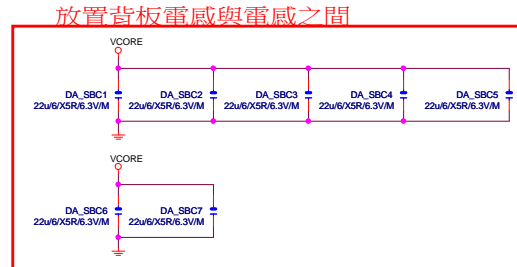 放置背板電感與電感之間
VCORE
DA_SBC1 DA_SBC2 DA_SBC3 DA_SBC4 DA_SBC5
22u/6/X5R/6.3V/M 22u/6/X5R/6.3V/M 22u/6/X5R/6.3V/M 22u/6/X5R/6.3V/M 22u/6/X5R/6.3V/M
VCORE
DA_SBC6 DA_SBC7
22u/6/X5R/6.3V/M 22u/6/X5R/6.3V/M